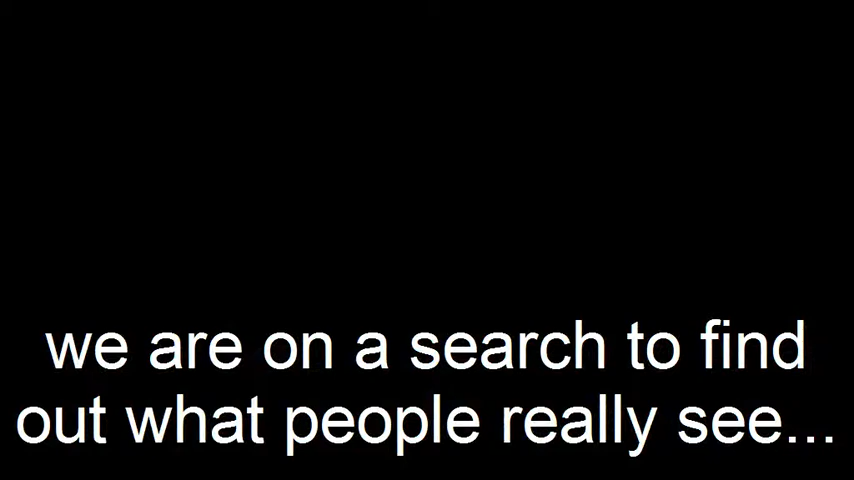 we are on a search to find
out what people really see...